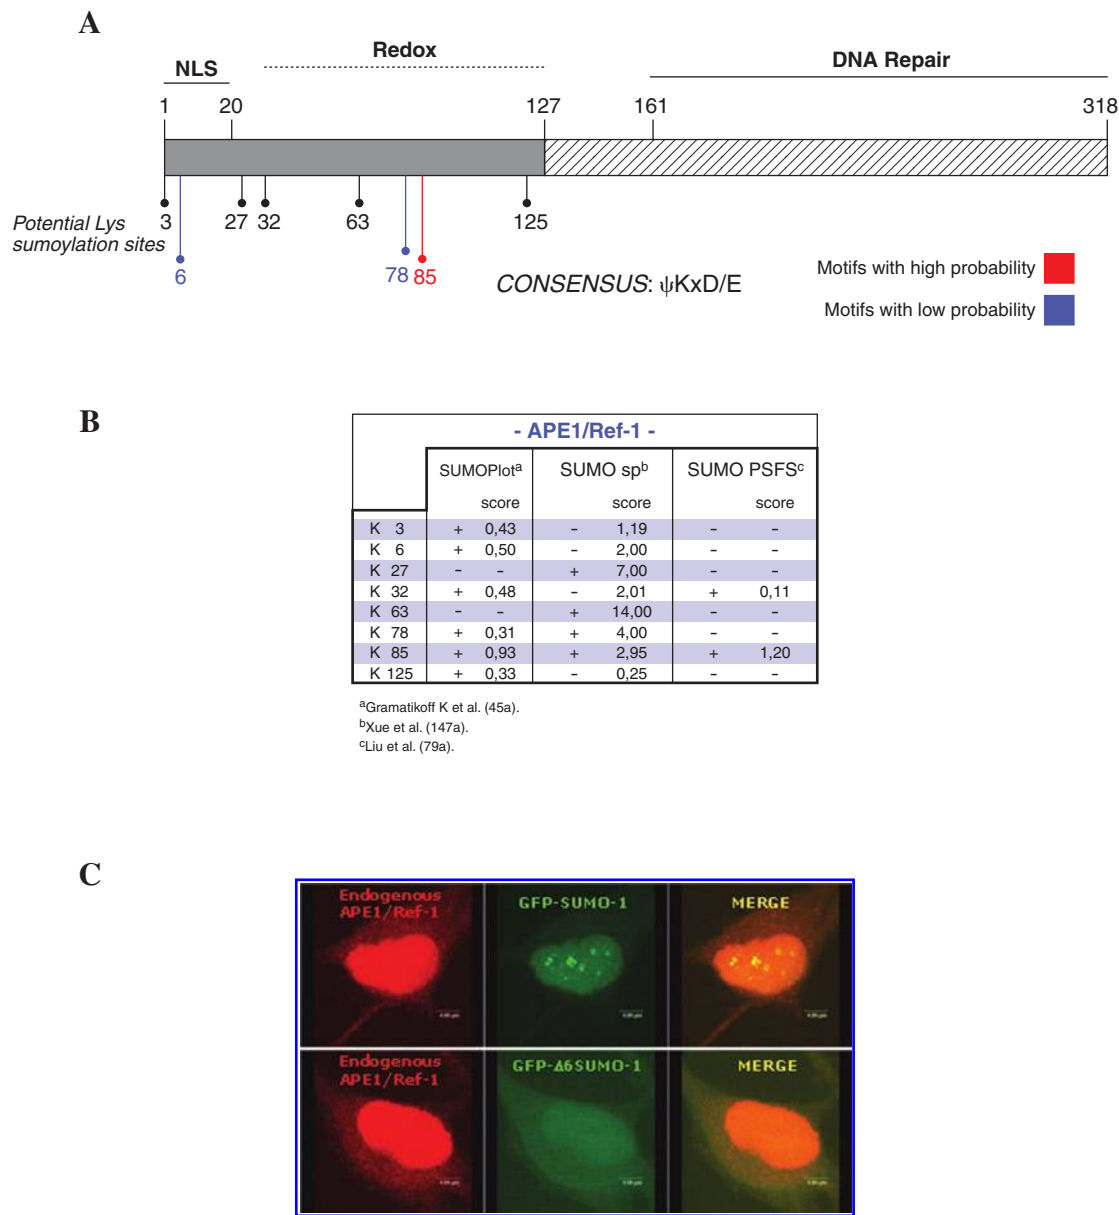 A
Redox
NLS
DNA Repair
1 20 127 161 318
Potential Lys
sumoylation sites
3 27 32 63 125
6 78 85
CONSENSUS: ψKxD/E
Motifs with high probability
Motifs with low probability
B
- APE1/Ref-1 -
SUMOPlotᵃ SUMO spᵇ SUMO PSFSᶜ
score score score
K 3 + 0,43 – 1,19 – –
K 6 + 0,50 – 2,00 – –
K 27 – – + 7,00 – –
K 32 + 0,48 – 2,01 + 0,11
K 63 – – + 14,00 – –
K 78 + 0,31 + 4,00 – –
K 85 + 0,93 + 2,95 + 1,20
K 125 + 0,33 – 0,25 – –
ᵃGramatikoff K et al. (45a).
ᵇXue et al. (147a).
ᶜLiu et al. (79a).
C
Endogenous
APE1/Ref-1
GFP-SUMO-1
MERGE
Endogenous
APE1/Ref-1
GFP-Δ6SUMO-1
MERGE